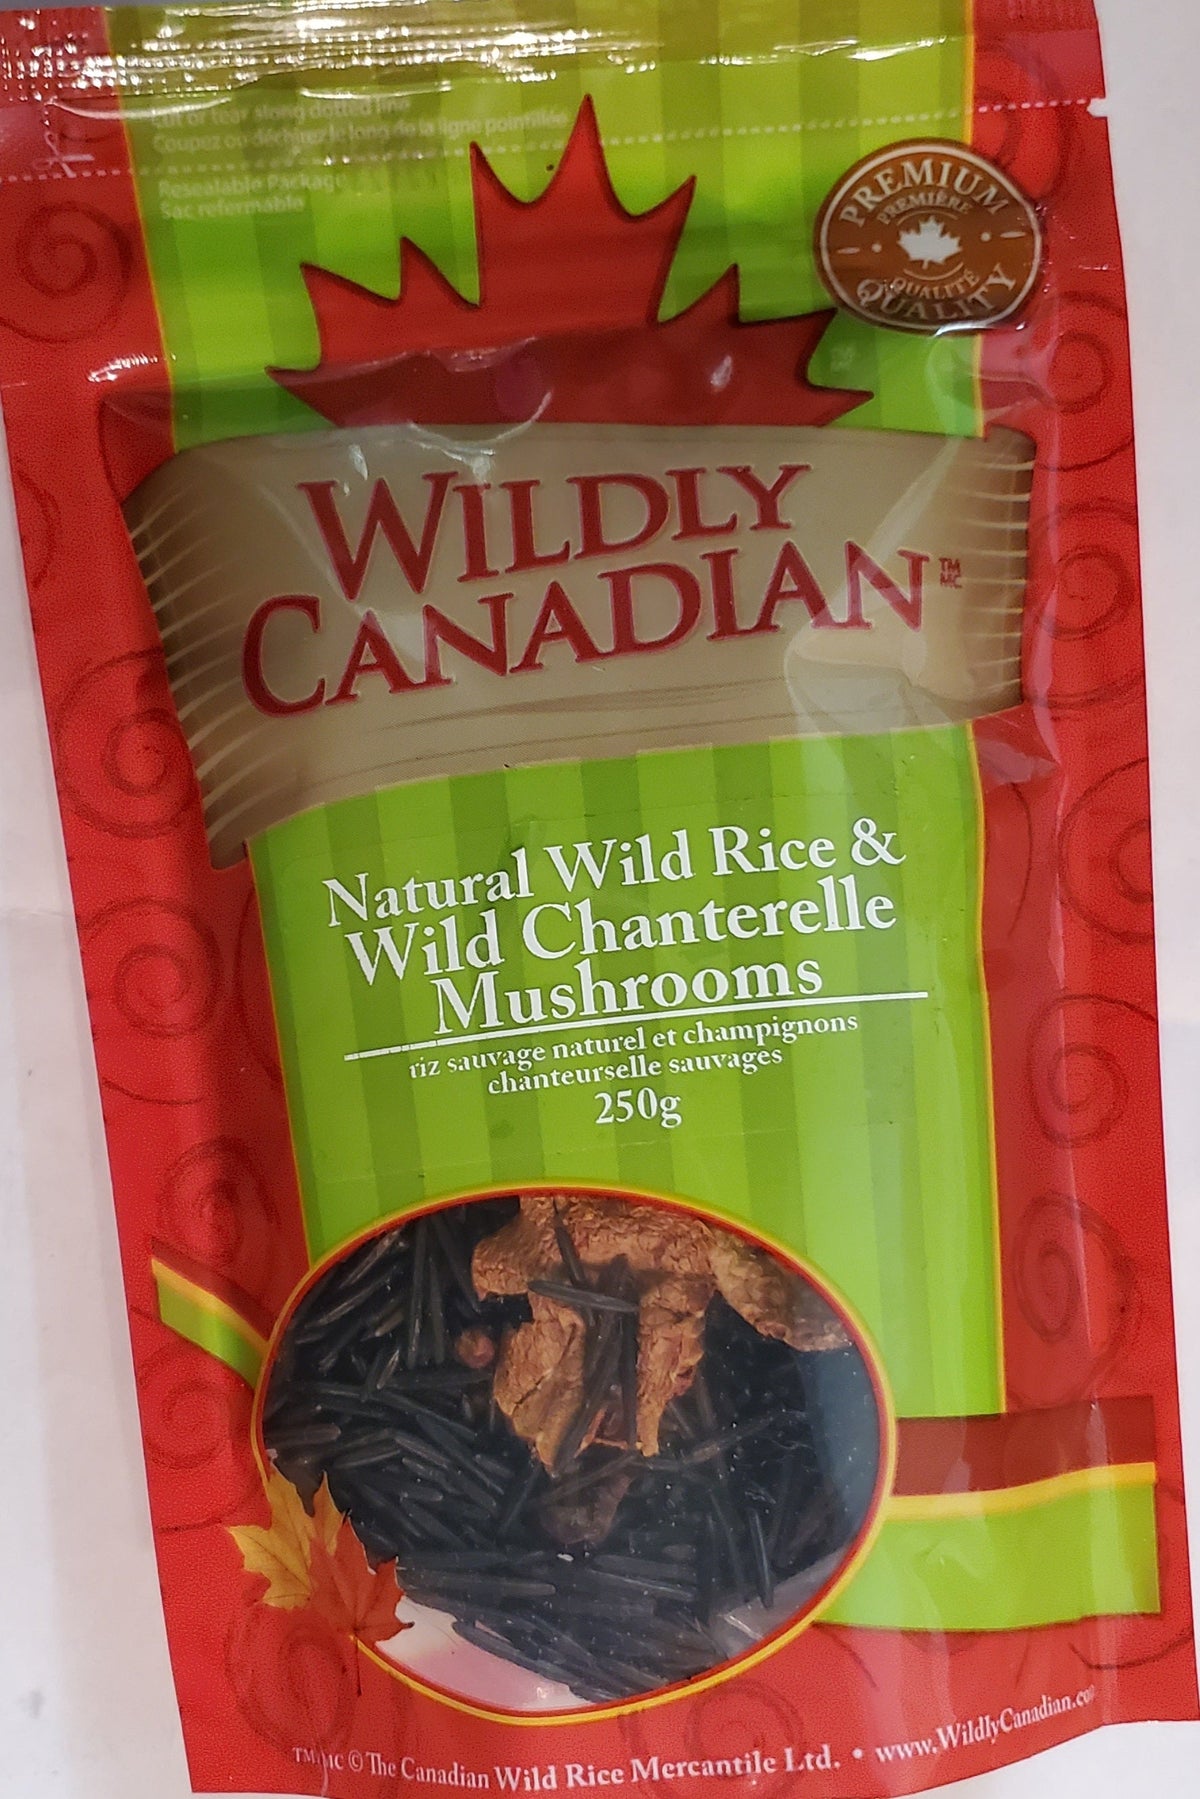 Cut or tear along dotted line
Coupez ou déchirez le long de la ligne pointillée
Resealable Package
Sac refermable
PREMIUM
PREMIÈRE
QUALITÉ
QUALITY
WILDLY
CANADIAN
TM
MC
Natural Wild Rice &
Wild Chanterelle
Mushrooms
riz sauvage naturel et champignons
chanteurselle sauvages
250g
TM/MC © The Canadian Wild Rice Mercantile Ltd. • www.WildlyCanadian.co